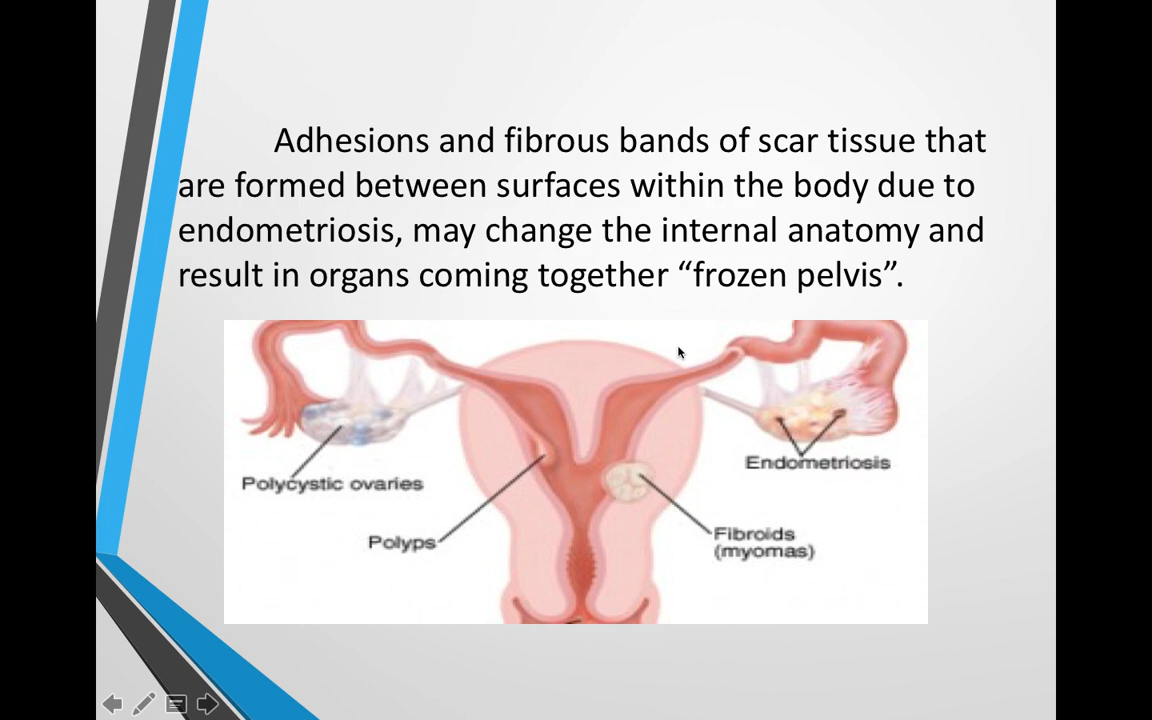 Adhesions and fibrous bands of scar tissue that
are formed between surfaces within the body due to
endometriosis, may change the internal anatomy and
result in organs coming together “frozen pelvis”.
Endometriosis
Polycystic ovaries
Polyps
Fibroids
(myomas)